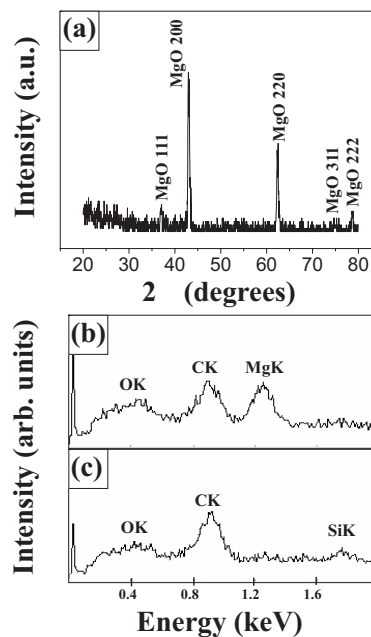 (a)
Intensity (a.u.)
MgO 111
MgO 200
MgO 220
MgO 311
MgO 222
20 30 40 50 60 70 80
2 (degrees)
Intensity (arb. units)
(b)
OK
CK
MgK
(c)
OK
CK
SiK
0.4 0.8 1.2 1.6
Energy (keV)